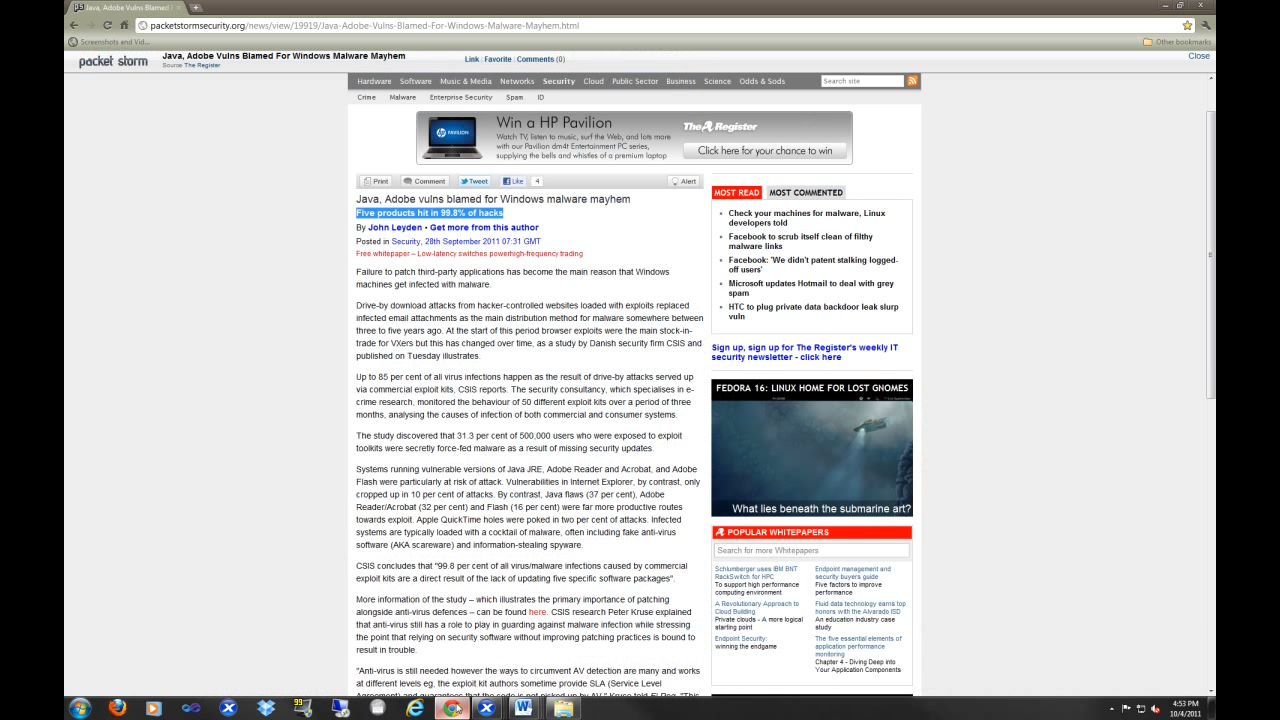 Java, Adobe Vulns Blamed F
packetstormsecurity.org/news/view/19919/Java-Adobe-Vulns-Blamed-For-Windows-Malware-Mayhem.html
Screenshots and Vid...
Other bookmarks
packet storm
Java, Adobe Vulns Blamed For Windows Malware Mayhem
Source: The Register
Link Favorite Comments (0)
Close
Hardware Software Music & Media Networks Security Cloud Public Sector Business Science Odds & Sods
Search site
Crime Malware Enterprise Security Spam ID
hp PAVILION
Win a HP Pavilion
Watch TV, listen to music, surf the Web, and lots more
with our Pavilion dm4t Entertainment PC series,
supplying the bells and whistles of a premium laptop
The Register
Click here for your chance to win
Print Comment Tweet Like 4 Alert
Java, Adobe vulns blamed for Windows malware mayhem
Five products hit in 99.8% of hacks
By John Leyden • Get more from this author
Posted in Security, 28th September 2011 07:31 GMT
Free whitepaper – Low-latency switches powerhigh-frequency trading
Failure to patch third-party applications has become the main reason that Windows
machines get infected with malware.
Drive-by download attacks from hacker-controlled websites loaded with exploits replaced
infected email attachments as the main distribution method for malware somewhere between
three to five years ago. At the start of this period browser exploits were the main stock-in-
trade for VXers but this has changed over time, as a study by Danish security firm CSIS and
published on Tuesday illustrates.
Up to 85 per cent of all virus infections happen as the result of drive-by attacks served up
via commercial exploit kits, CSIS reports. The security consultancy, which specialises in e-
crime research, monitored the behaviour of 50 different exploit kits over a period of three
months, analysing the causes of infection of both commercial and consumer systems.
The study discovered that 31.3 per cent of 500,000 users who were exposed to exploit
toolkits were secretly force-fed malware as a result of missing security updates.
Systems running vulnerable versions of Java JRE, Adobe Reader and Acrobat, and Adobe
Flash were particularly at risk of attack. Vulnerabilities in Internet Explorer, by contrast, only
cropped up in 10 per cent of attacks. By contrast, Java flaws (37 per cent), Adobe
Reader/Acrobat (32 per cent) and Flash (16 per cent) were far more productive routes
towards exploit. Apple QuickTime holes were poked in two per cent of attacks. Infected
systems are typically loaded with a cocktail of malware, often including fake anti-virus
software (AKA scareware) and information-stealing spyware.
CSIS concludes that "99.8 per cent of all virus/malware infections caused by commercial
exploit kits are a direct result of the lack of updating five specific software packages".
More information of the study – which illustrates the primary importance of patching
alongside anti-virus defences – can be found here. CSIS research Peter Kruse explained
that anti-virus still has a role to play in guarding against malware infection while stressing
the point that relying on security software without improving patching practices is bound to
result in trouble.
"Anti-virus is still needed however the ways to circumvent AV detection are many and works
at different levels eg, the exploit kit authors sometime provide SLA (Service Level
Agreement) and guarantees that the code is not picked up by AV," Kruse told El Reg. "This
MOST READ MOST COMMENTED
Check your machines for malware, Linux
developers told
Facebook to scrub itself clean of filthy
malware links
Facebook: 'We didn't patent stalking logged-
off users'
Microsoft updates Hotmail to deal with grey
spam
HTC to plug private data backdoor leak slurp
vuln
Sign up, sign up for The Register's weekly IT
security newsletter - click here
FEDORA 16: LINUX HOME FOR LOST GNOMES
What lies beneath the submarine art?
POPULAR WHITEPAPERS
Search for more Whitepapers
Schlumberger uses IBM BNT
RackSwitch for HPC
To support high performance
computing environment
Endpoint management and
security buyers guide
Five factors to improve
performance
A Revolutionary Approach to
Cloud Building
Private clouds - A more logical
starting point
Fluid data technology earns top
honors with the Alvarado ISD
An education industry case
study
Endpoint Security:
winning the endgame
The five essential elements of
application performance
monitoring
Chapter 4 - Diving Deep into
Your Application Components
99
4:53 PM
10/4/2011